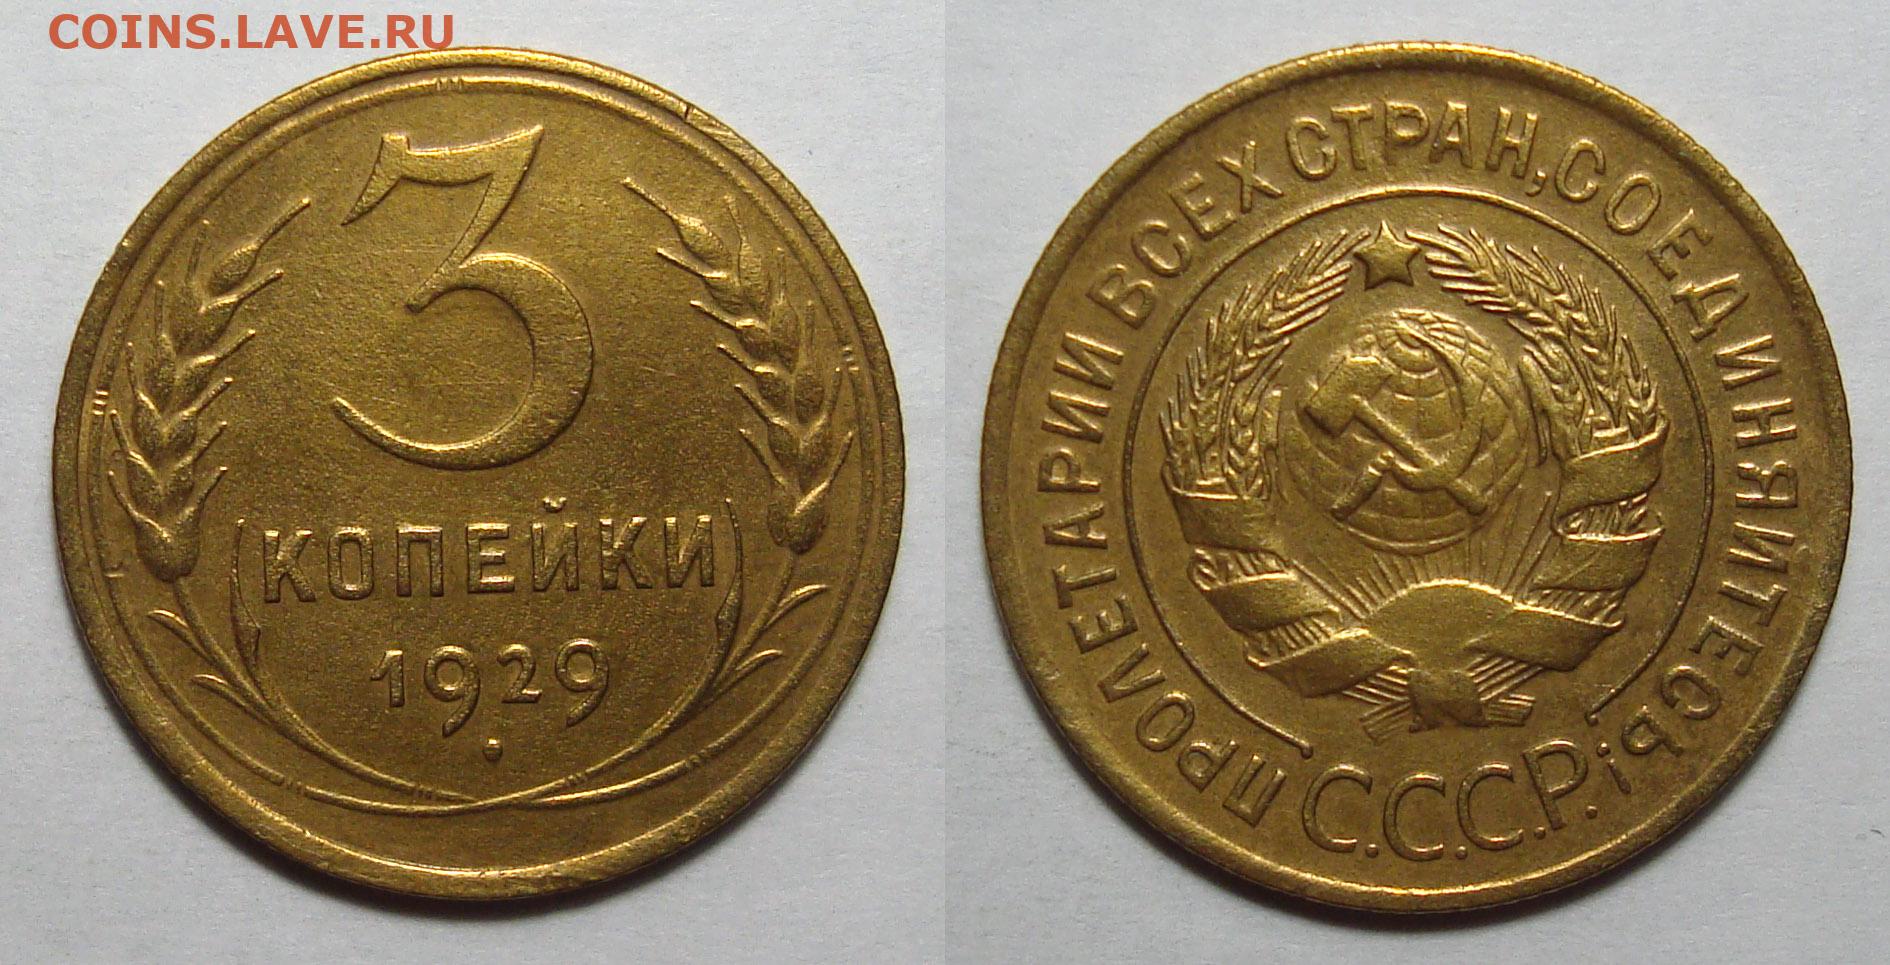 COINS.LAVE.RU
3
КОПЕЙКИ
1929
ПРОЛЕТАРИИ ВСЕХ СТРАН, СОЕДИНЯЙТЕСЬ!
С.С.С.Р.